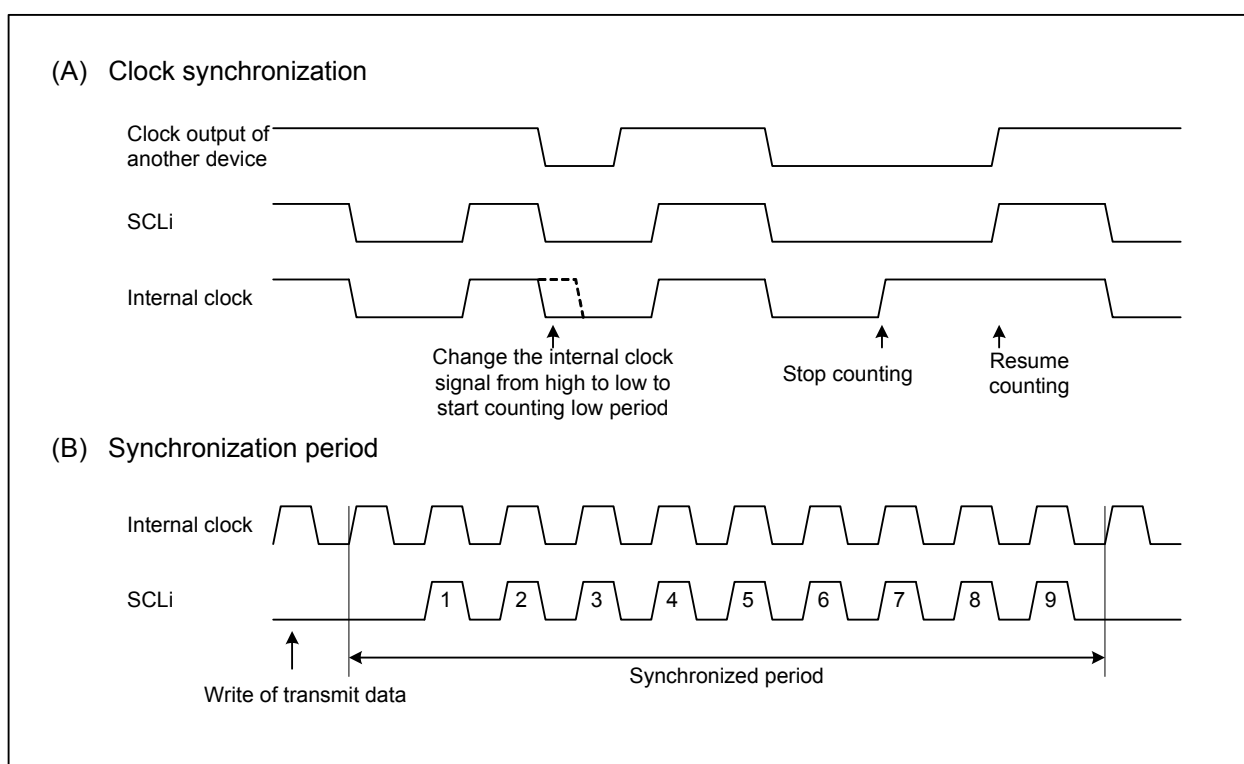 (A) Clock synchronization
Clock output of
another device
SCLi
Internal clock
Change the internal clock
signal from high to low to
start counting low period
Stop counting
Resume
counting
(B) Synchronization period
Internal clock
SCLi
1 2 3 4 5 6 7 8 9
Synchronized period
Write of transmit data